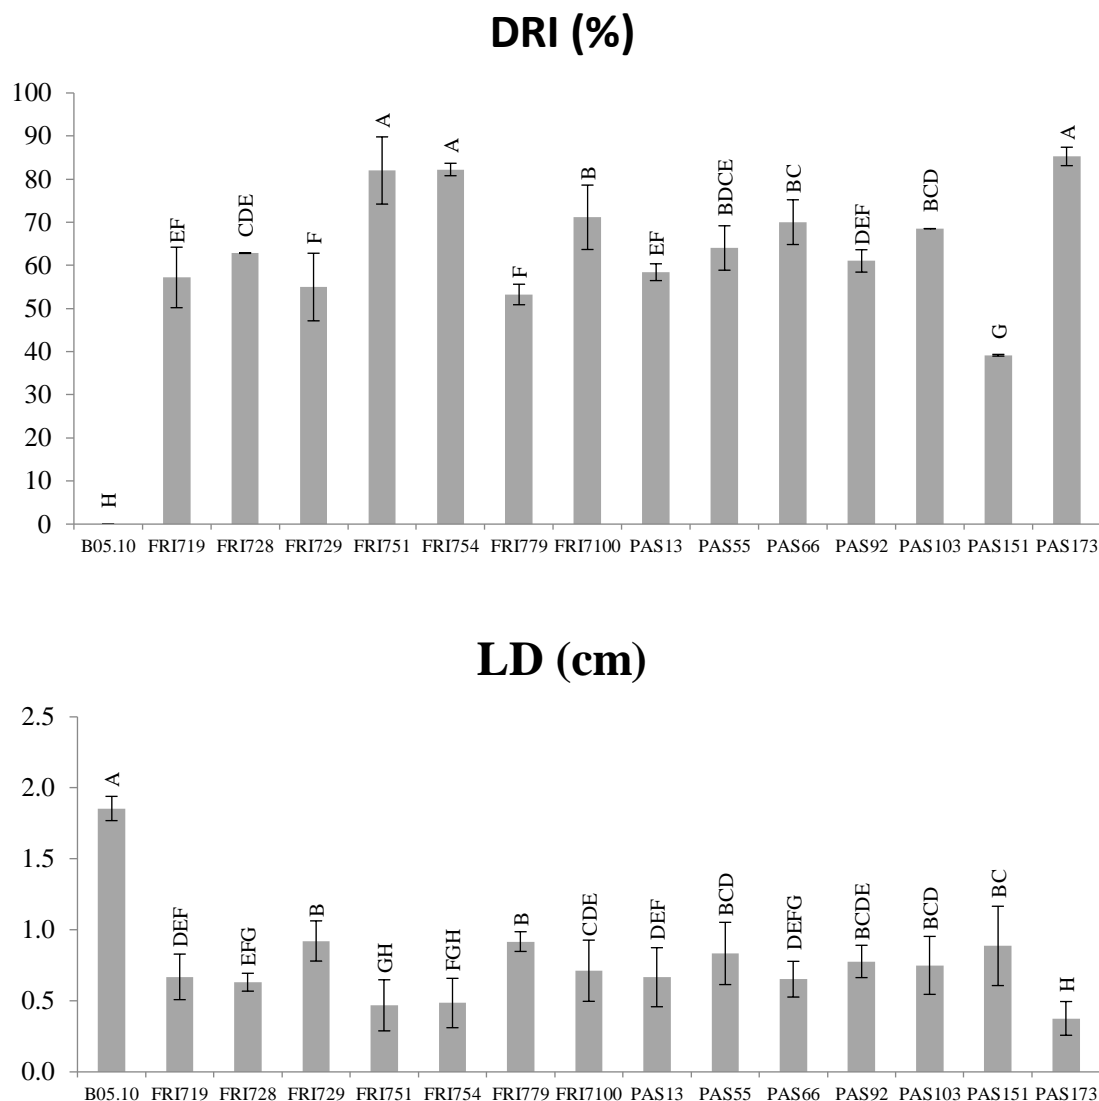 DRI (%)
100
90
80
70
60
50
40
30
20
10
0
H
EF
CDE
F
A
A
F
B
EF
BDCE
BC
DEF
BCD
G
A
B05.10 FRI719 FRI728 FRI729 FRI751 FRI754 FRI779 FRI7100 PAS13 PAS55 PAS66 PAS92 PAS103 PAS151 PAS173
LD (cm)
2.5
2.0
1.5
1.0
0.5
0.0
A
DEF
EFG
B
GH
FGH
B
CDE
DEF
BCD
DEFG
BCDE
BCD
BC
H
B05.10 FRI719 FRI728 FRI729 FRI751 FRI754 FRI779 FRI7100 PAS13 PAS55 PAS66 PAS92 PAS103 PAS151 PAS173